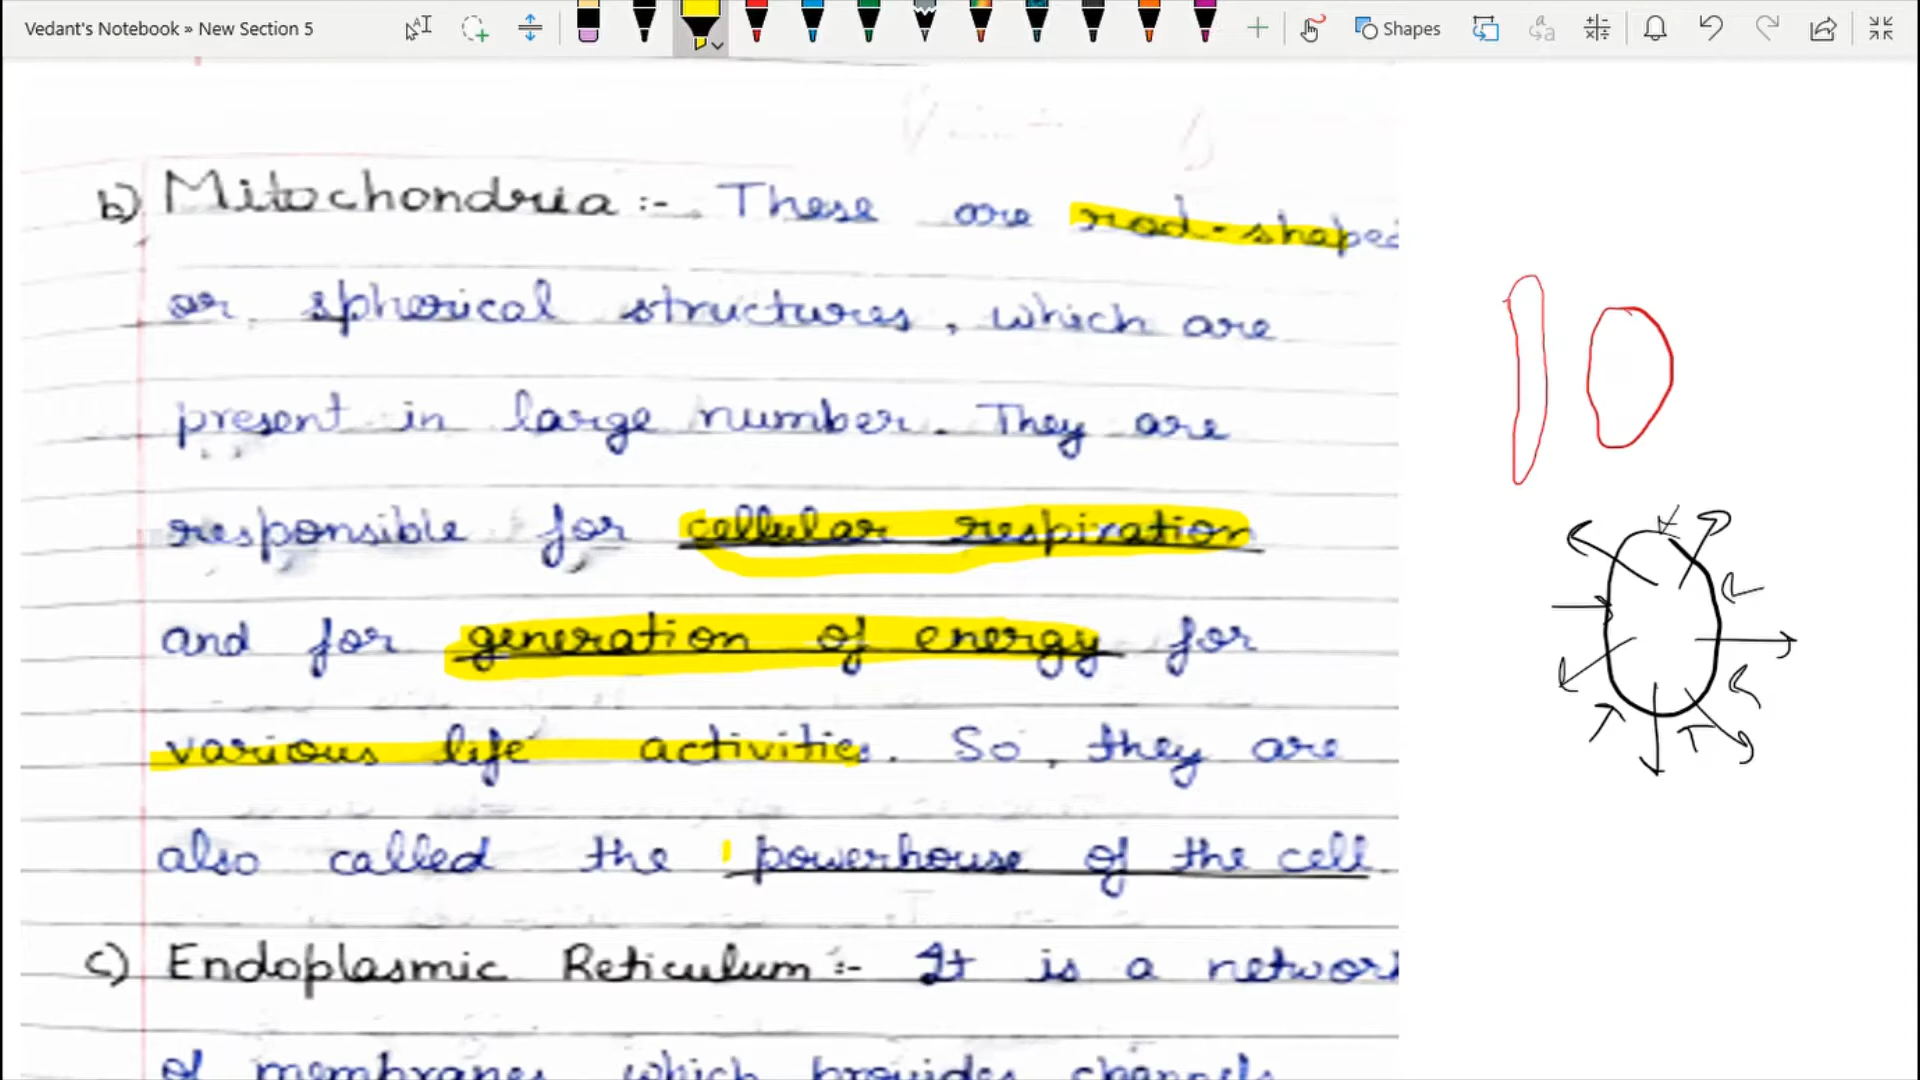 Vedant's Notebook » New Section 5
Shapes
b) Mitochondria :- These are rod-shaped
or spherical structures, which are
present in large number. They are
responsible for cellular respiration
and for generation of energy for
various life activities. So, they are
also called the powerhouse of the cell.
c) Endoplasmic Reticulum :- It is a network
of membranes which provides channels